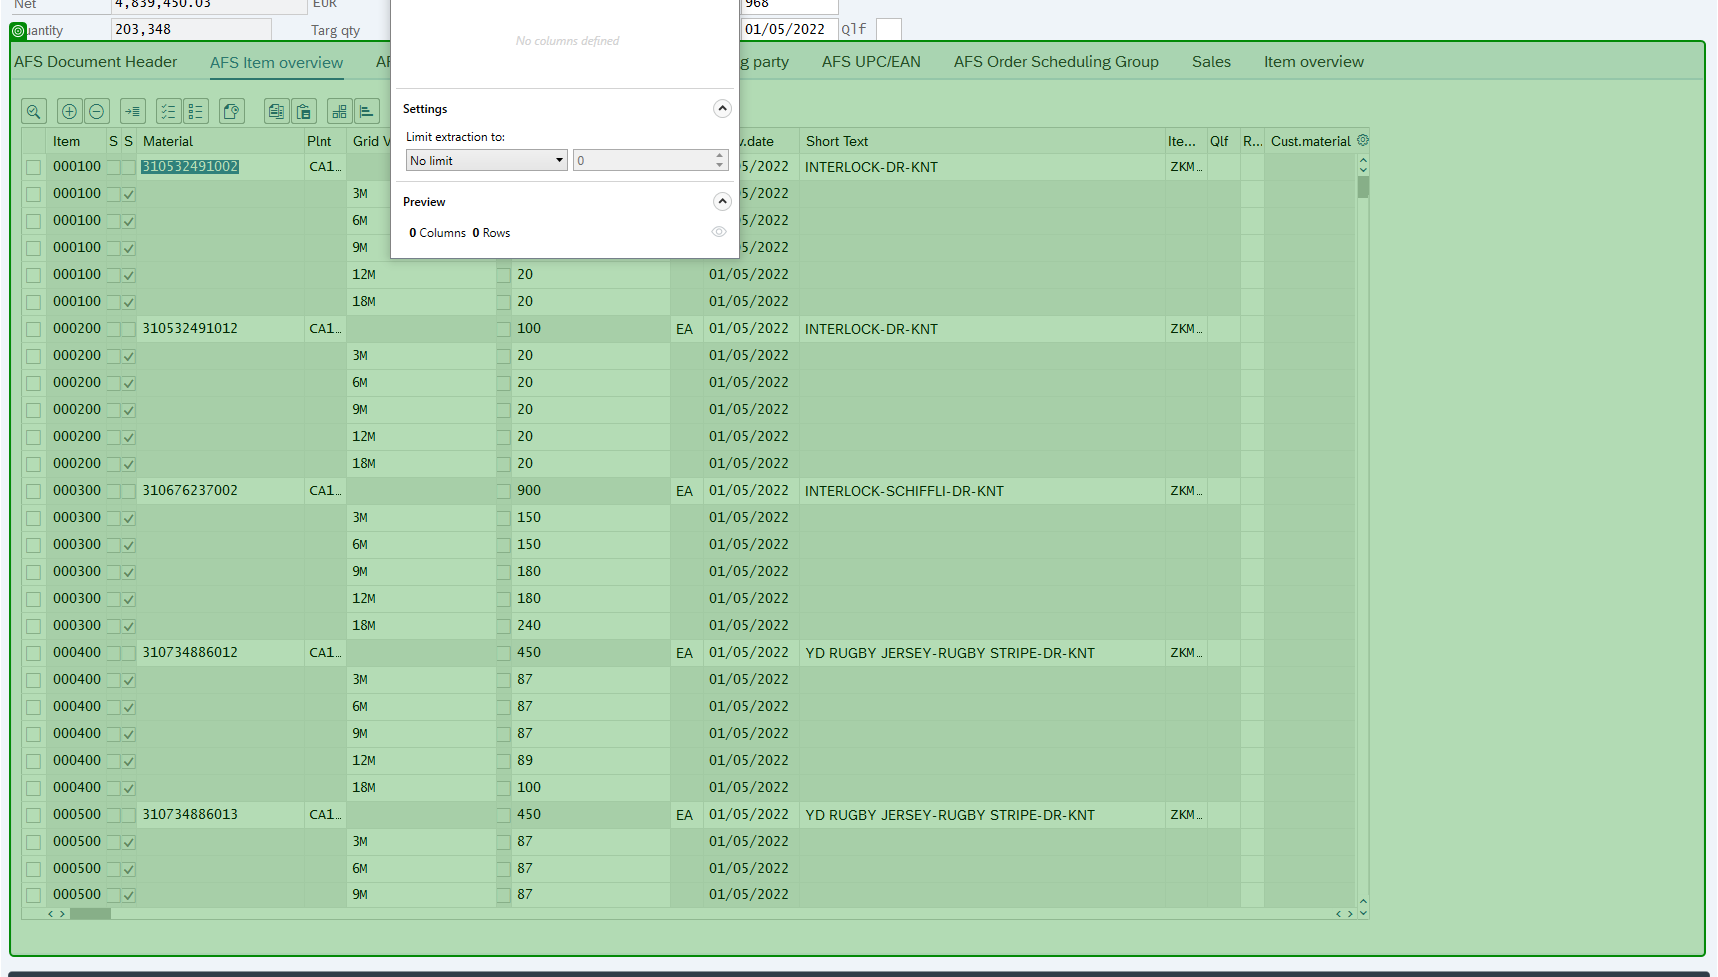 Net 4,839,450.03 EUR 968
Quantity 203,348 Targ qty 01/05/2022 Qlf
No columns defined
AFS Document Header AFS Item overview AF g party AFS UPC/EAN AFS Order Scheduling Group Sales Item overview
Settings
Limit extraction to:
No limit 0
Preview
0 Columns 0 Rows
Item S S Material Plnt Grid V v.date Short Text Ite... Qlf R... Cust.material
000100 310532491002 CA1... 5/2022 INTERLOCK-DR-KNT ZKM...
000100 3M 5/2022
000100 6M 5/2022
000100 9M 5/2022
000100 12M 20 01/05/2022
000100 18M 20 01/05/2022
000200 310532491012 CA1... 100 EA 01/05/2022 INTERLOCK-DR-KNT ZKM...
000200 3M 20 01/05/2022
000200 6M 20 01/05/2022
000200 9M 20 01/05/2022
000200 12M 20 01/05/2022
000200 18M 20 01/05/2022
000300 310676237002 CA1... 900 EA 01/05/2022 INTERLOCK-SCHIFFLI-DR-KNT ZKM...
000300 3M 150 01/05/2022
000300 6M 150 01/05/2022
000300 9M 180 01/05/2022
000300 12M 180 01/05/2022
000300 18M 240 01/05/2022
000400 310734886012 CA1... 450 EA 01/05/2022 YD RUGBY JERSEY-RUGBY STRIPE-DR-KNT ZKM...
000400 3M 87 01/05/2022
000400 6M 87 01/05/2022
000400 9M 87 01/05/2022
000400 12M 89 01/05/2022
000400 18M 100 01/05/2022
000500 310734886013 CA1... 450 EA 01/05/2022 YD RUGBY JERSEY-RUGBY STRIPE-DR-KNT ZKM...
000500 3M 87 01/05/2022
000500 6M 87 01/05/2022
000500 9M 87 01/05/2022